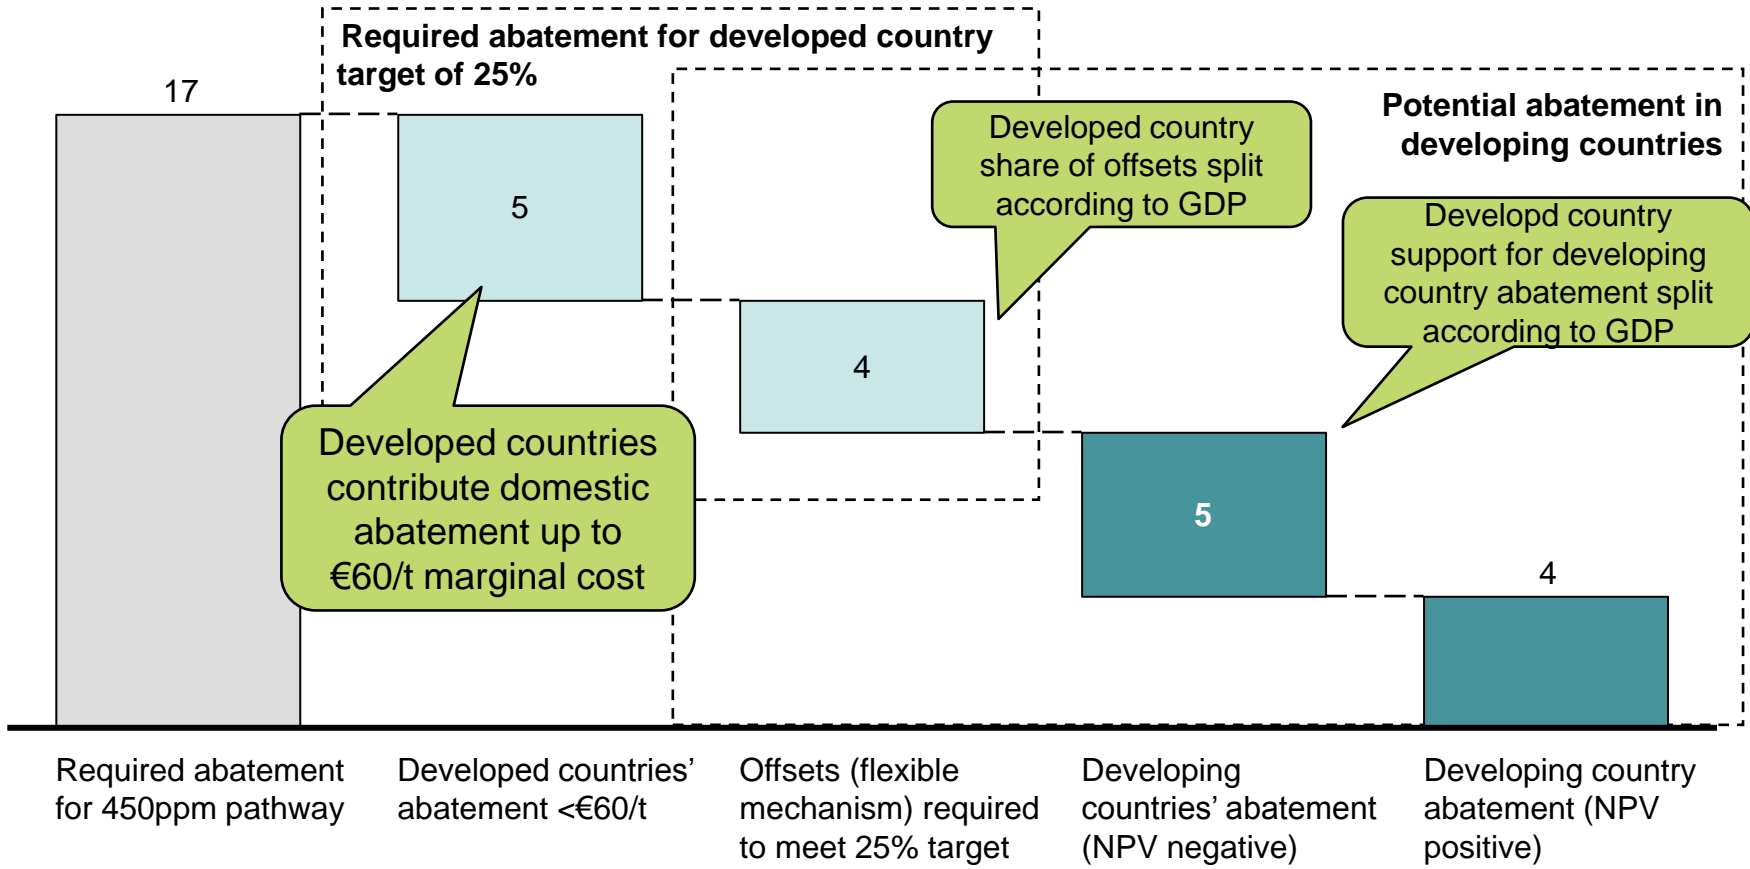 Required abatement for developed country
target of 25%
17
Potential abatement in
developing countries
Developed country
share of offsets split
according to GDP
5
Developd country
support for developing
country abatement split
according to GDP
4
Developed countries
contribute domestic
abatement up to
€60/t marginal cost
5
4
Required abatement
for 450ppm pathway
Developed countries’
abatement <€60/t
Offsets (flexible
mechanism) required
to meet 25% target
Developing
countries’ abatement
(NPV negative)
Developing country
abatement (NPV
positive)